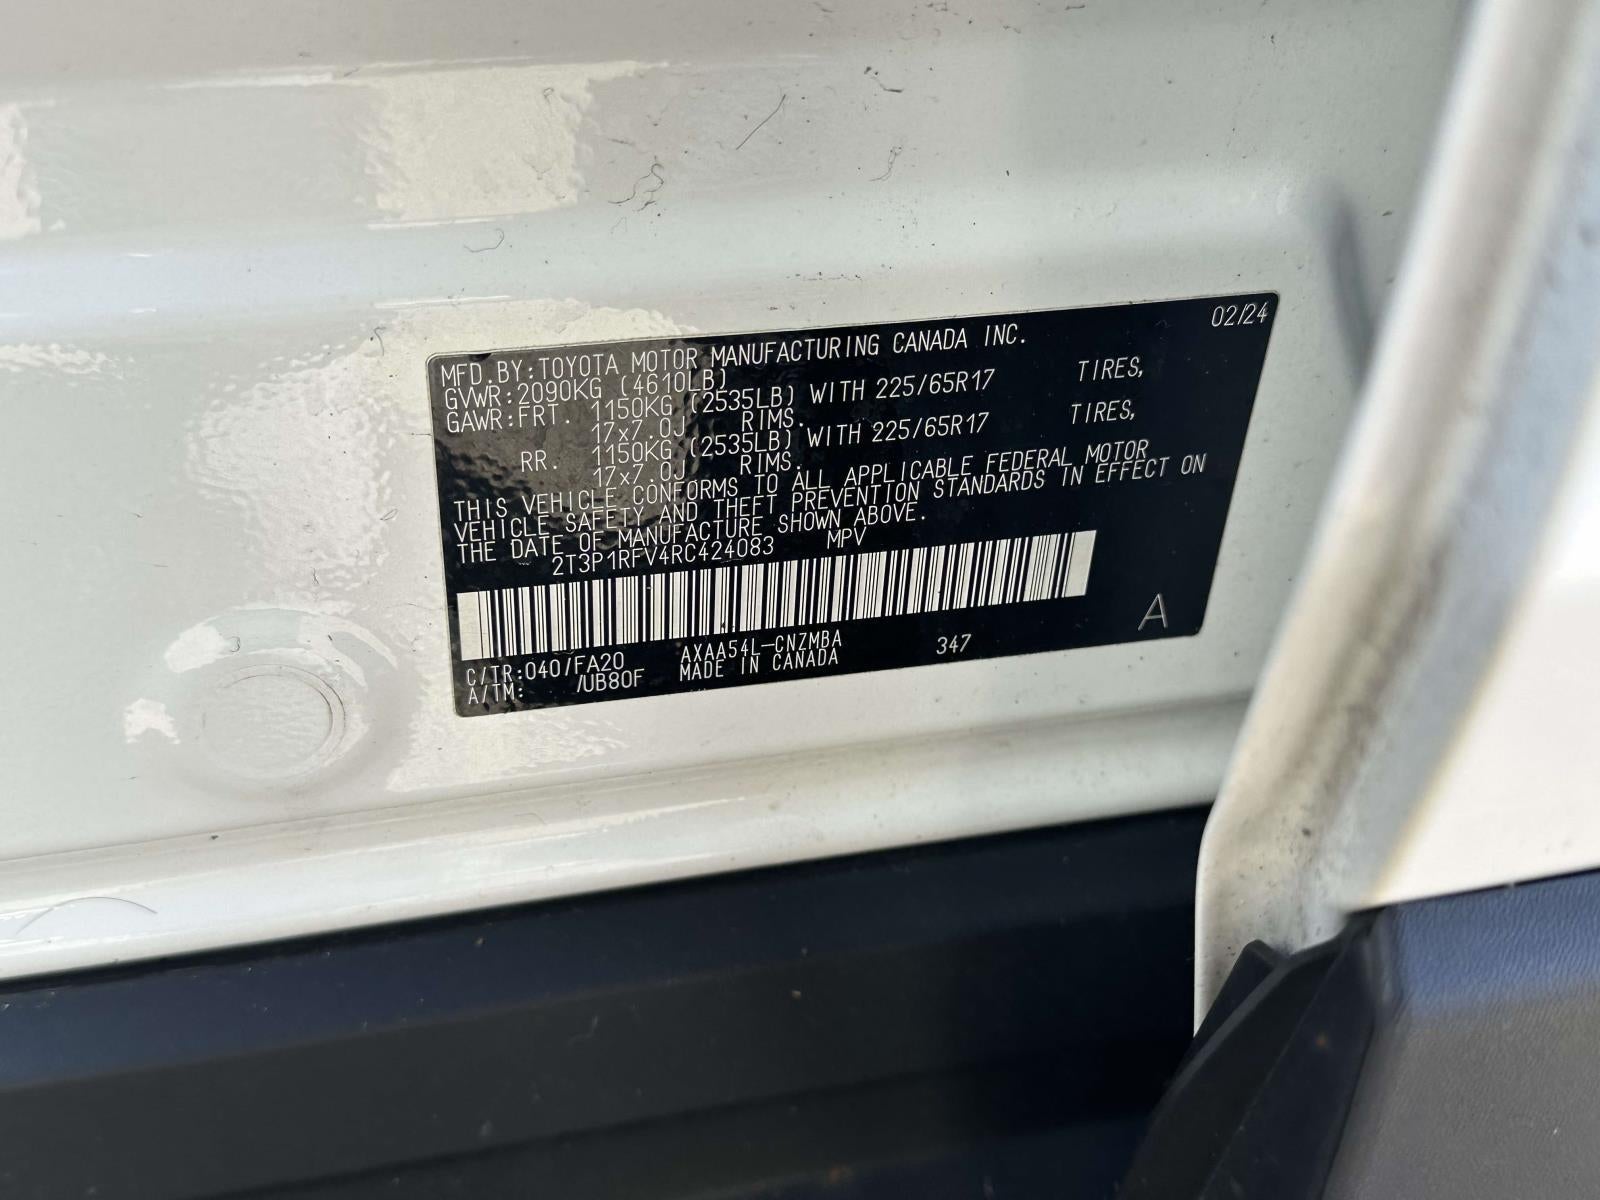 02/24
MFD.BY:TOYOTA MOTOR MANUFACTURING CANADA INC.
GVWR:2090KG (4610LB)
GAWR:FRT. 1150KG (2535LB) WITH 225/65R17 TIRES,
17x7.0J RIMS.
RR. 1150KG (2535LB) WITH 225/65R17 TIRES,
17x7.0J RIMS.
THIS VEHICLE CONFORMS TO ALL APPLICABLE FEDERAL MOTOR
VEHICLE SAFETY AND THEFT PREVENTION STANDARDS IN EFFECT ON
THE DATE OF MANUFACTURE SHOWN ABOVE.
2T3P1RFV4RC424083 MPV
A
C/TR:040/FA20 AXAA54L-CNZMBA 347
A/TM: /UB80F MADE IN CANADA